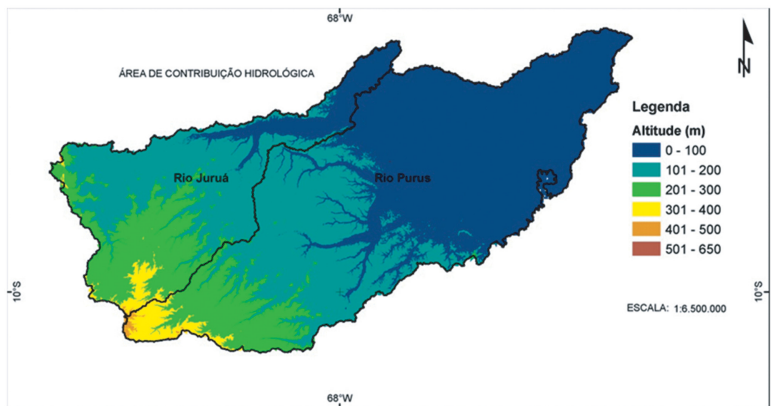 68°W
ÁREA DE CONTRIBUIÇÃO HIDROLÓGICA
N
Legenda
Altitude (m)
0 - 100
101 - 200
201 - 300
301 - 400
401 - 500
501 - 650
Rio Juruá
Rio Purus
10°S
10°S
ESCALA: 1:6.500.000
68°W